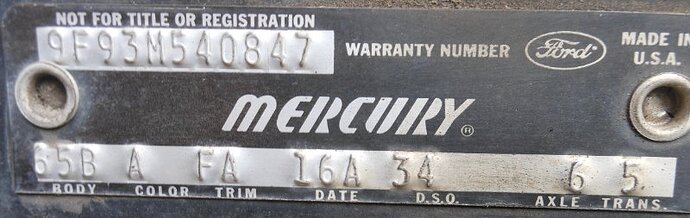 NOT FOR TITLE OR REGISTRATION
9F93M540847 WARRANTY NUMBER Ford MADE IN U.S.A.
MERCURY®
65B A FA 16A 34 6 5
BODY COLOR TRIM DATE D.S.O. AXLE TRANS.